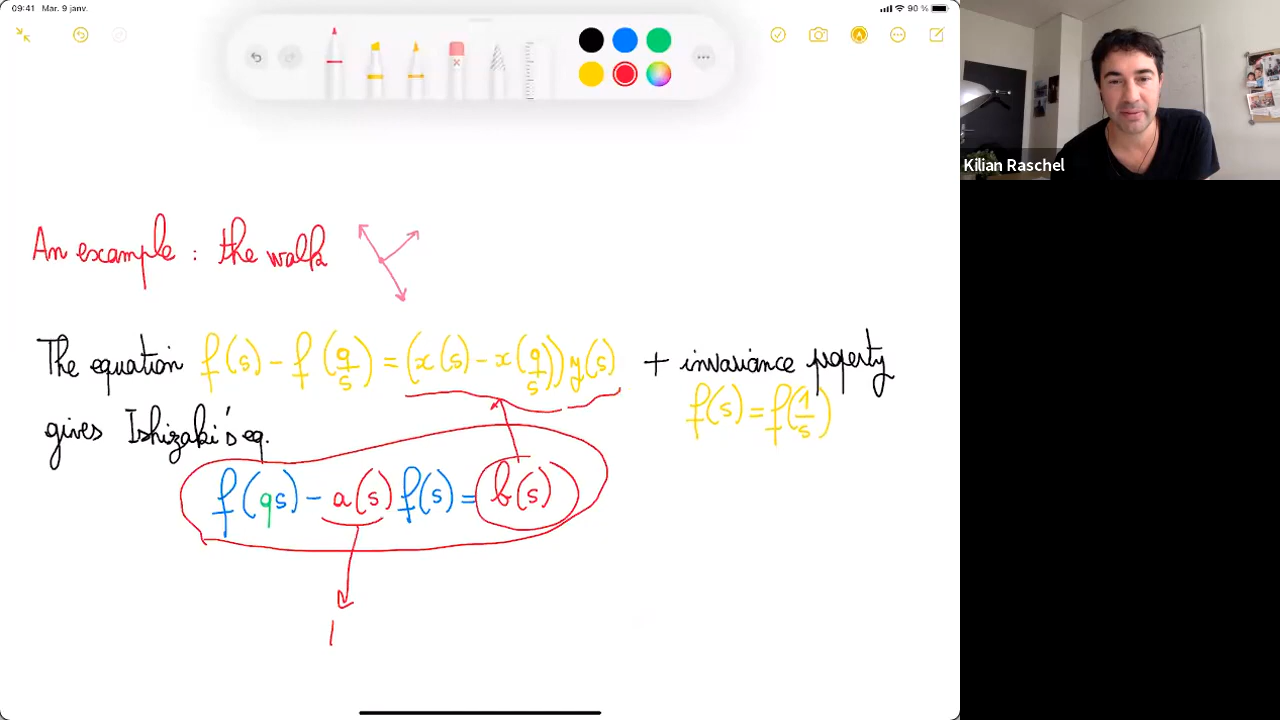 09:41 Mar. 9 janv.
90 %
Kilian Raschel
An example : the walk
The equation f(s) - f(q/s) = (x(s) - x(q/s)) y(s) + invariance property
f(s) = f(1/s)
gives Ishizaki's eq.
f(qs) - a(s) f(s) = b(s)
1